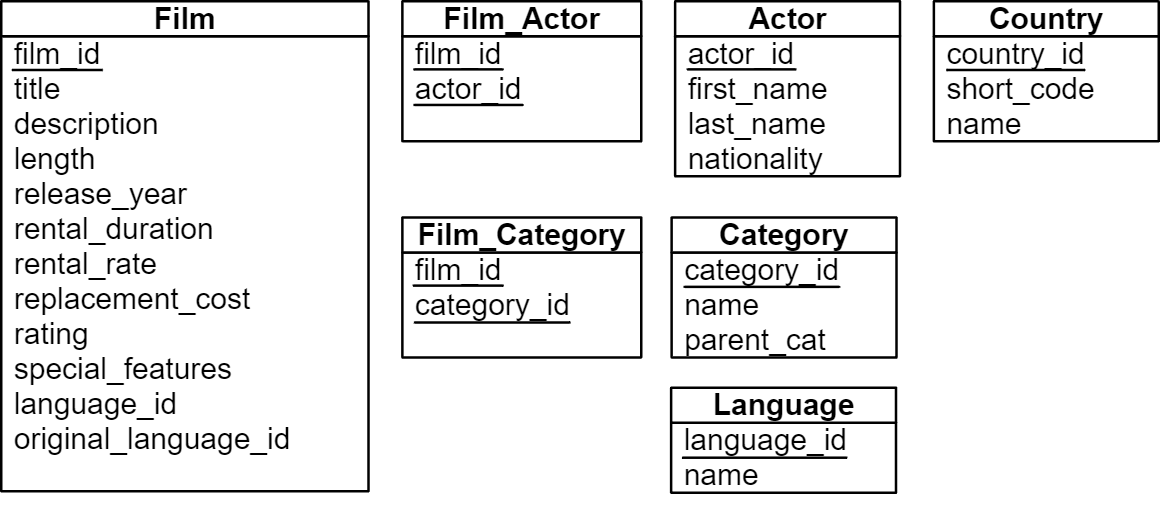 Film
film_id
title
description
length
release_year
rental_duration
rental_rate
replacement_cost
rating
special_features
language_id
original_language_id
Film_Actor
film_id
actor_id
Actor
actor_id
first_name
last_name
nationality
Country
country_id
short_code
name
Film_Category
film_id
category_id
Category
category_id
name
parent_cat
Language
language_id
name